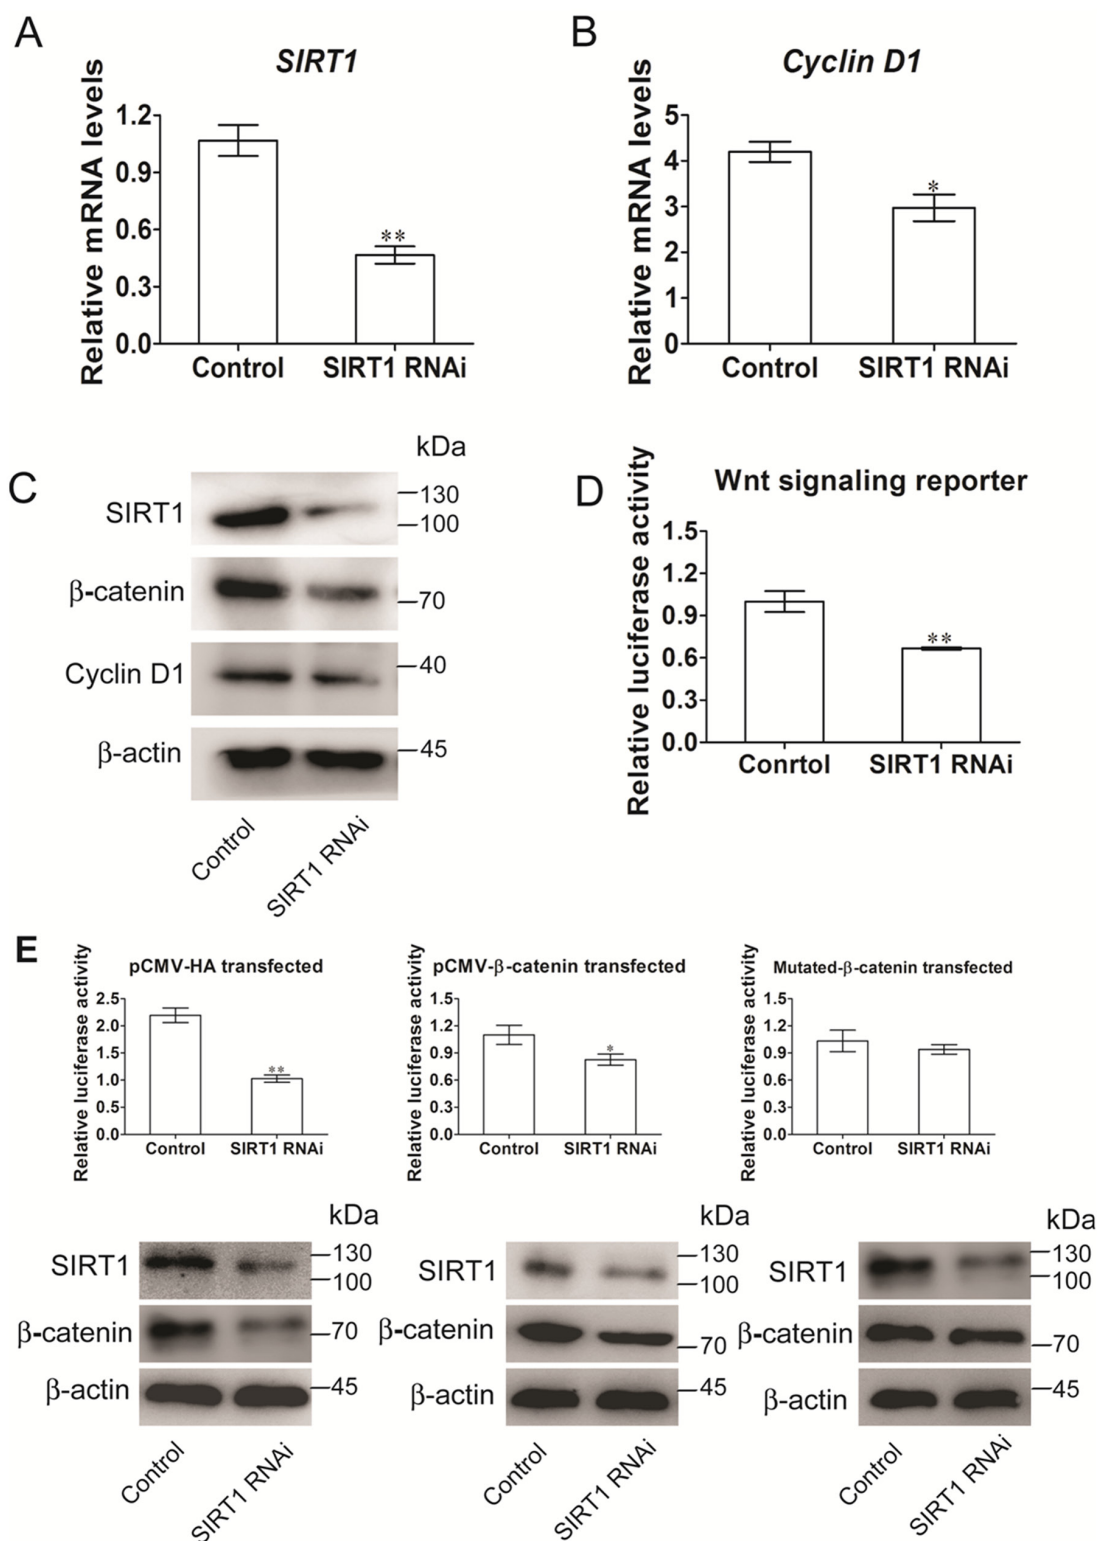 A
SIRT1
Relative mRNA levels
1.2
0.9
0.6
0.3
0.0
**
Control
SIRT1 RNAi
B
Cyclin D1
Relative mRNA levels
5
4
3
2
1
0
*
Control
SIRT1 RNAi
C
kDa
SIRT1
130
100
β-catenin
70
Cyclin D1
40
β-actin
45
Control
SIRT1 RNAi
D
Wnt signaling reporter
Relative luciferase activity
1.5
1.2
0.9
0.6
0.3
0.0
**
Conrtol
SIRT1 RNAi
E
pCMV-HA transfected
Relative luciferase activity
2.5
2.0
1.5
1.0
0.5
0.0
**
Control
SIRT1 RNAi
pCMV-β-catenin transfected
Relative luciferase activity
1.5
1.2
0.9
0.6
0.3
0.0
*
Control
SIRT1 RNAi
Mutated-β-catenin transfected
Relative luciferase activity
1.5
1.2
0.9
0.6
0.3
0.0
Control
SIRT1 RNAi
kDa
SIRT1
130
100
β-catenin
70
β-actin
45
Control
SIRT1 RNAi
kDa
SIRT1
130
100
β-catenin
70
β-actin
45
Control
SIRT1 RNAi
kDa
SIRT1
130
100
β-catenin
70
β-actin
45
Control
SIRT1 RNAi